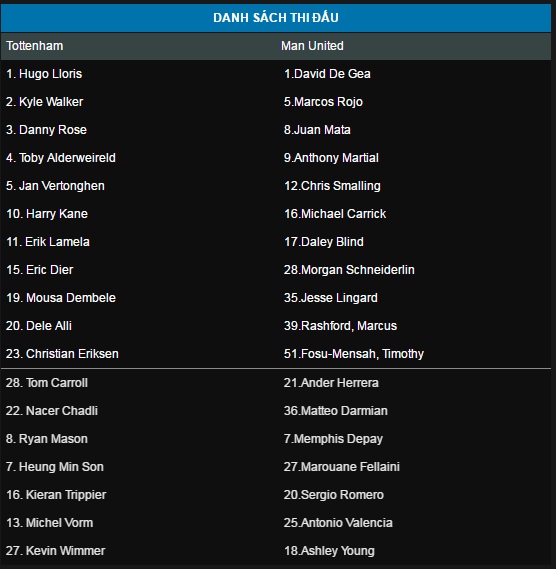 DANH SÁCH THI ĐẤU
Tottenham Man United
1. Hugo Lloris 1.David De Gea
2. Kyle Walker 5.Marcos Rojo
3. Danny Rose 8.Juan Mata
4. Toby Alderweireld 9.Anthony Martial
5. Jan Vertonghen 12.Chris Smalling
10. Harry Kane 16.Michael Carrick
11. Erik Lamela 17.Daley Blind
15. Eric Dier 28.Morgan Schneiderlin
19. Mousa Dembele 35.Jesse Lingard
20. Dele Alli 39.Rashford, Marcus
23. Christian Eriksen 51.Fosu-Mensah, Timothy
28. Tom Carroll 21.Ander Herrera
22. Nacer Chadli 36.Matteo Darmian
8. Ryan Mason 7.Memphis Depay
7. Heung Min Son 27.Marouane Fellaini
16. Kieran Trippier 20.Sergio Romero
13. Michel Vorm 25.Antonio Valencia
27. Kevin Wimmer 18.Ashley Young